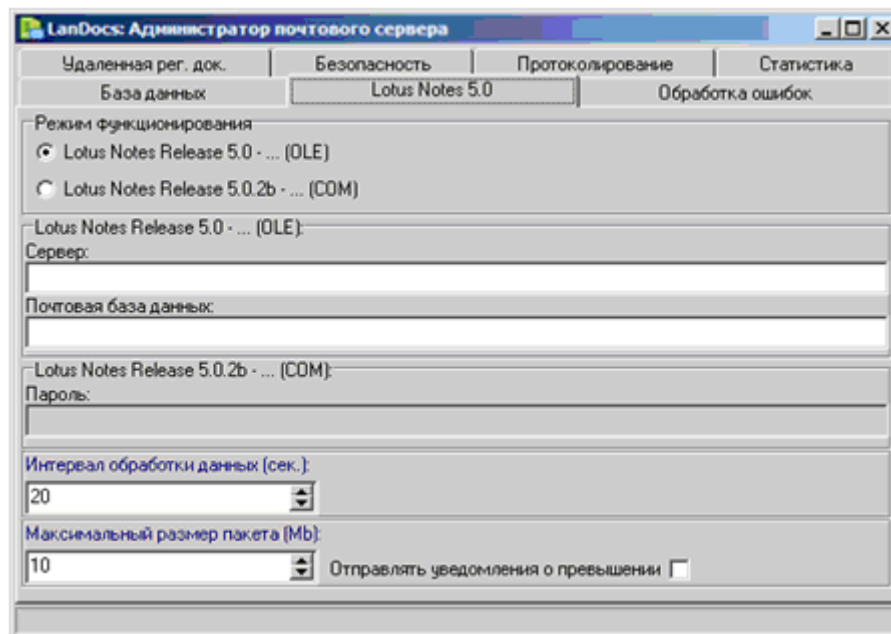 LanDocs: Администратор почтового сервера
Удаленная рег. док. Безопасность Протоколирование Статистика
База данных Lotus Notes 5.0 Обработка ошибок
Режим функционирования
Lotus Notes Release 5.0 - ... (OLE)
Lotus Notes Release 5.0.2b - ... (COM)
Lotus Notes Release 5.0 - ... (OLE):
Сервер:
Почтовая база данных:
Lotus Notes Release 5.0.2b - ... (COM):
Пароль:
Интервал обработки данных (сек.):
20
Максимальный размер пакета (Mb):
10 Отправлять уведомления о превышении